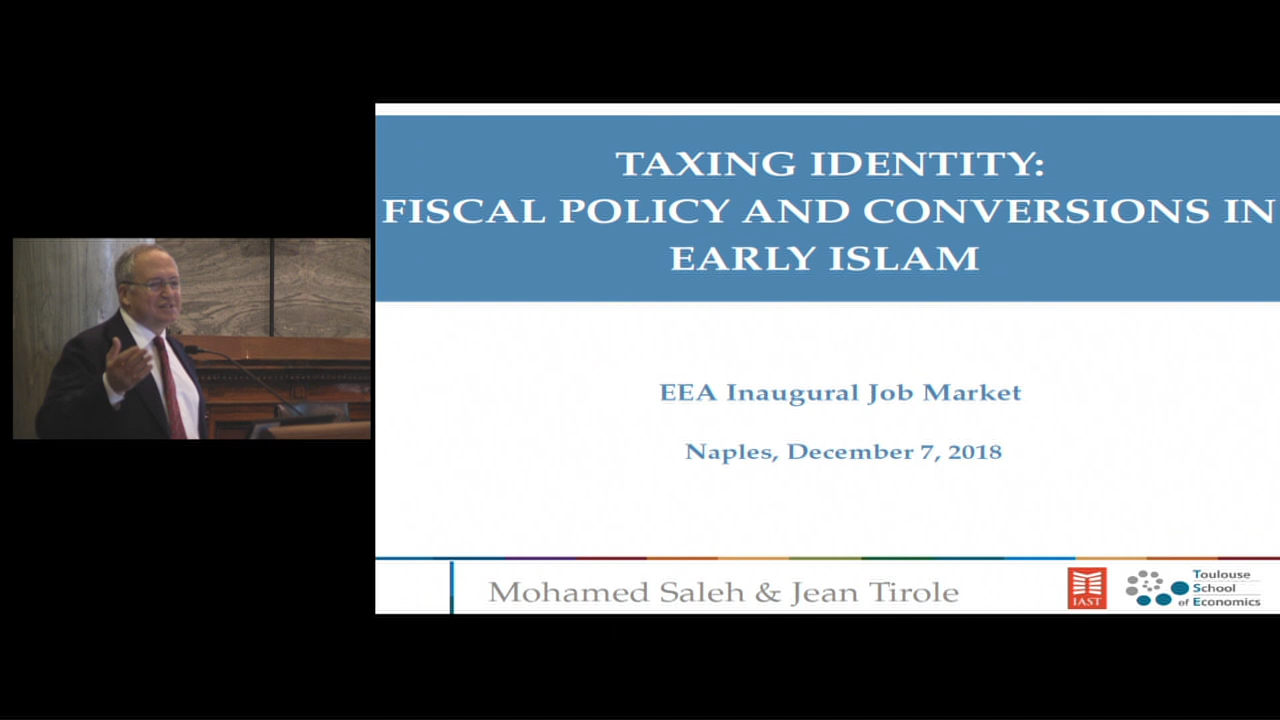 TAXING IDENTITY:
FISCAL POLICY AND CONVERSIONS IN
EARLY ISLAM
EEA Inaugural Job Market
Naples, December 7, 2018
Mohamed Saleh & Jean Tirole
IAST
Toulouse
School
of Economics